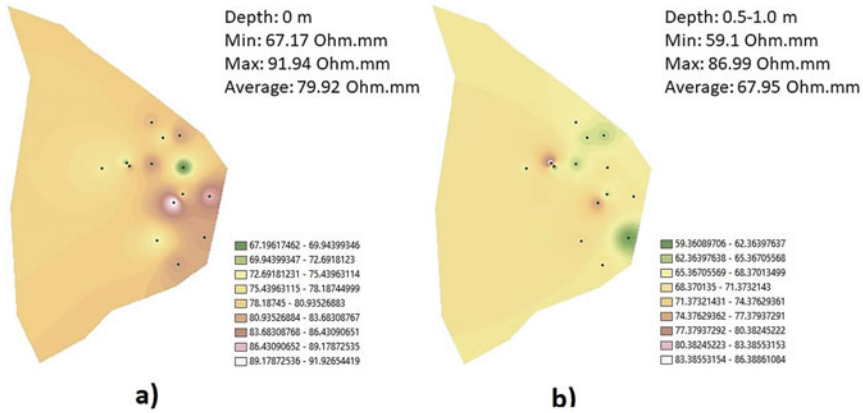 Depth: 0 m
Min: 67.17 Ohm.mm
Max: 91.94 Ohm.mm
Average: 79.92 Ohm.mm
67.19617462 - 69.94399346
69.94399347 - 72.6918123
72.69181231 - 75.43963114
75.43963115 - 78.18744999
78.18745 - 80.93526883
80.93526884 - 83.68308767
83.68308768 - 86.43090651
86.43090652 - 89.17872535
89.17872536 - 91.92654419
a)
Depth: 0.5-1.0 m
Min: 59.1 Ohm.mm
Max: 86.99 Ohm.mm
Average: 67.95 Ohm.mm
59.36089706 - 62.36397637
62.36397638 - 65.36705568
65.36705569 - 68.37013499
68.370135 - 71.3732143
71.37321431 - 74.37629361
74.37629362 - 77.37937291
77.37937292 - 80.38245222
80.38245223 - 83.38553153
83.38553154 - 86.38861084
b)